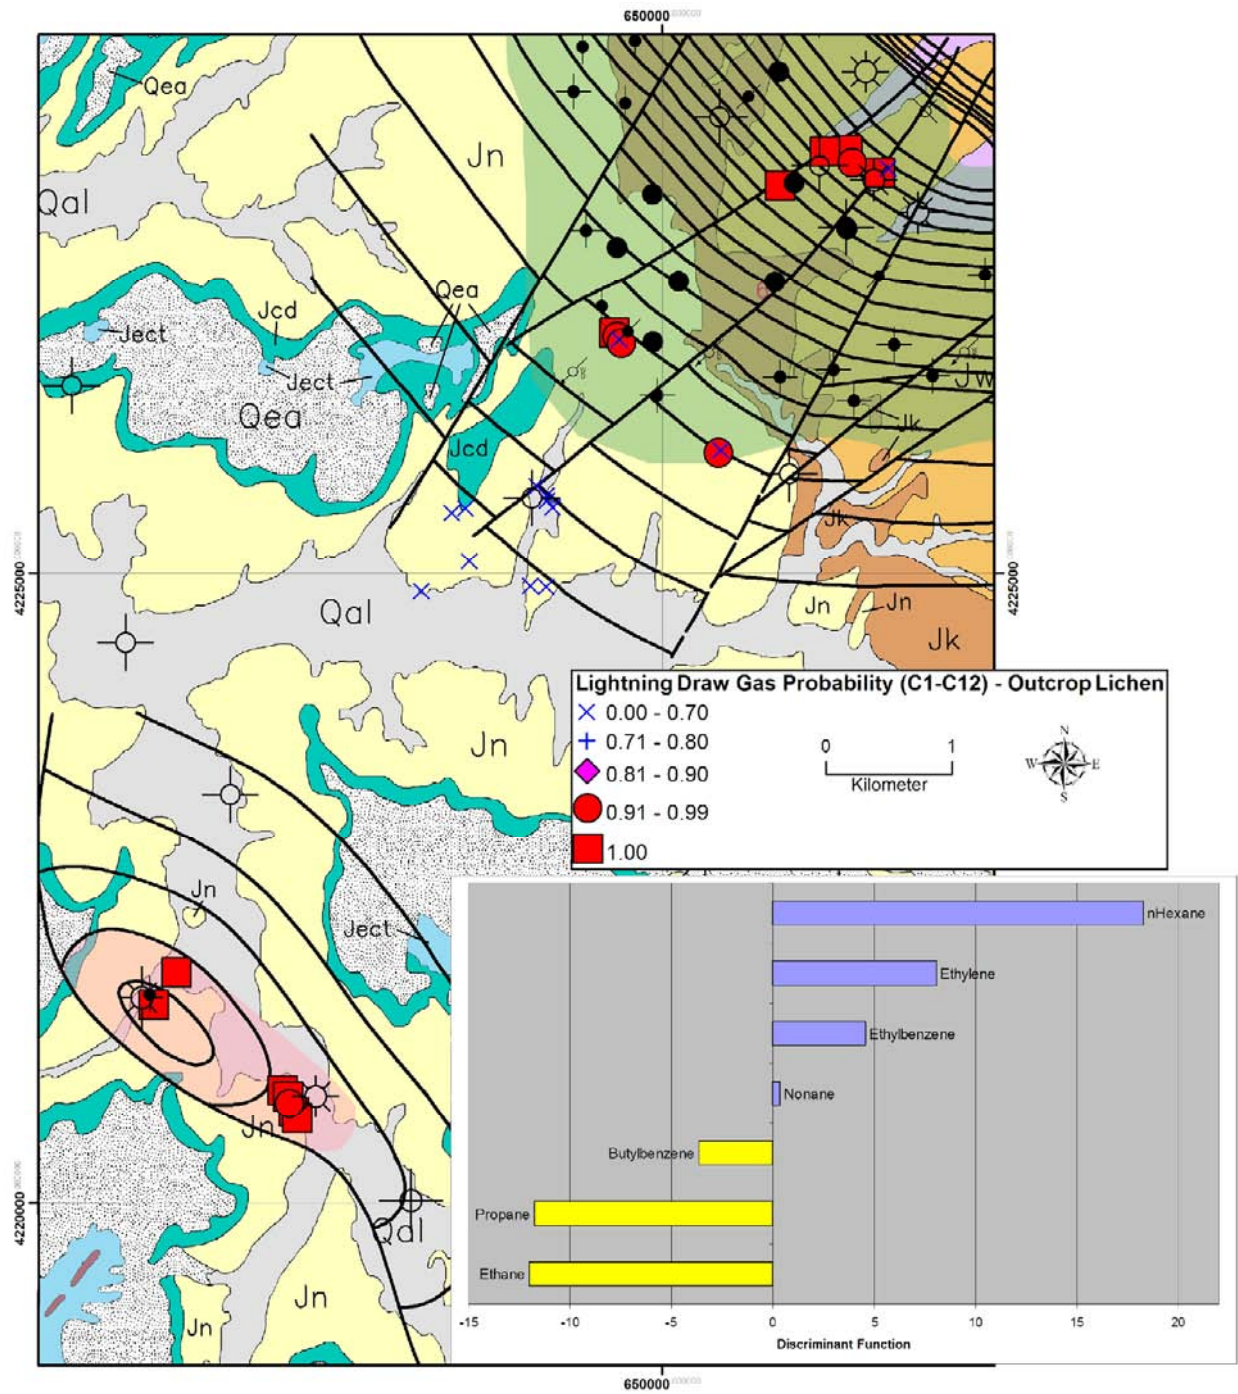 650000
Qea
Jn
Qal
Qea
Jcd
Ject
Ject
Qea
Jcd
Jw
Jk
Jk
4225000
4225000
Qal
Jn
Jn
Jk
Lightning Draw Gas Probability (C1-C12) - Outcrop Lichen
0.00 - 0.70
0.71 - 0.80
0.81 - 0.90
0.91 - 0.99
1.00
0 1
Kilometer
N
W E
S
Jn
Jn
Ject
Jn
Qal
Jn
Jn
4220000
nHexane
Ethylene
Ethylbenzene
Nonane
Butylbenzene
Propane
Ethane
-15 -10 -5 0 5 10 15 20
Discriminant Function
650000